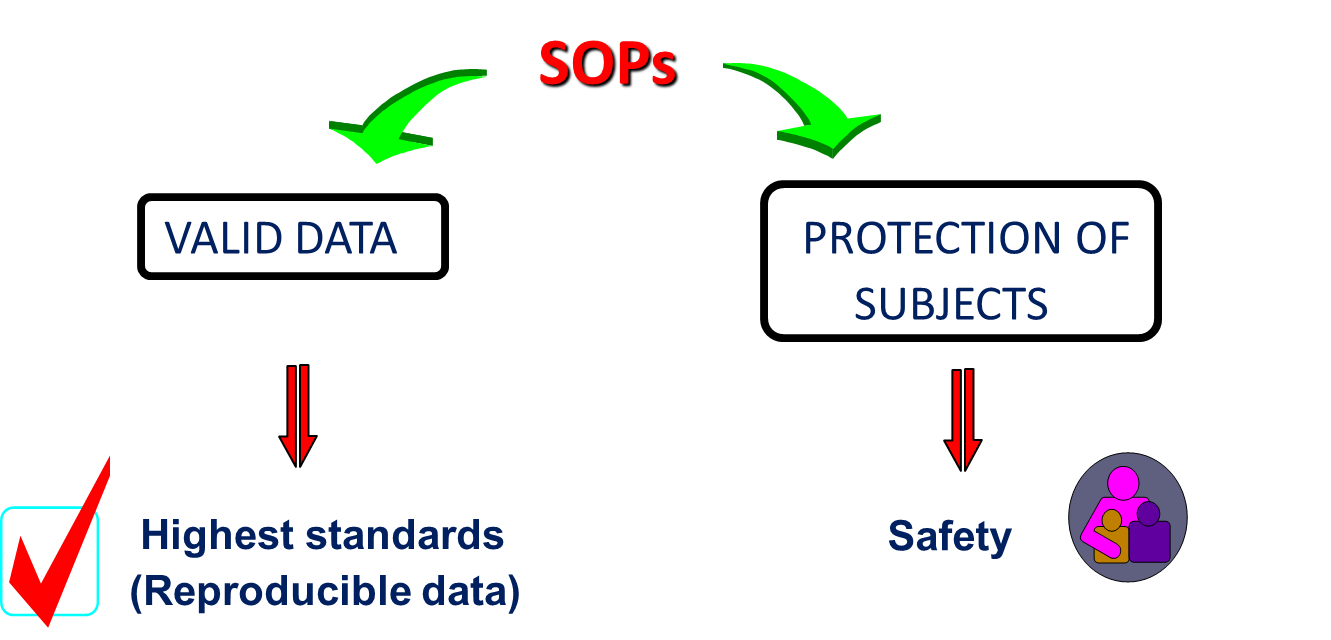 SOPs
VALID DATA
PROTECTION OF
SUBJECTS
Highest standards
(Reproducible data)
Safety